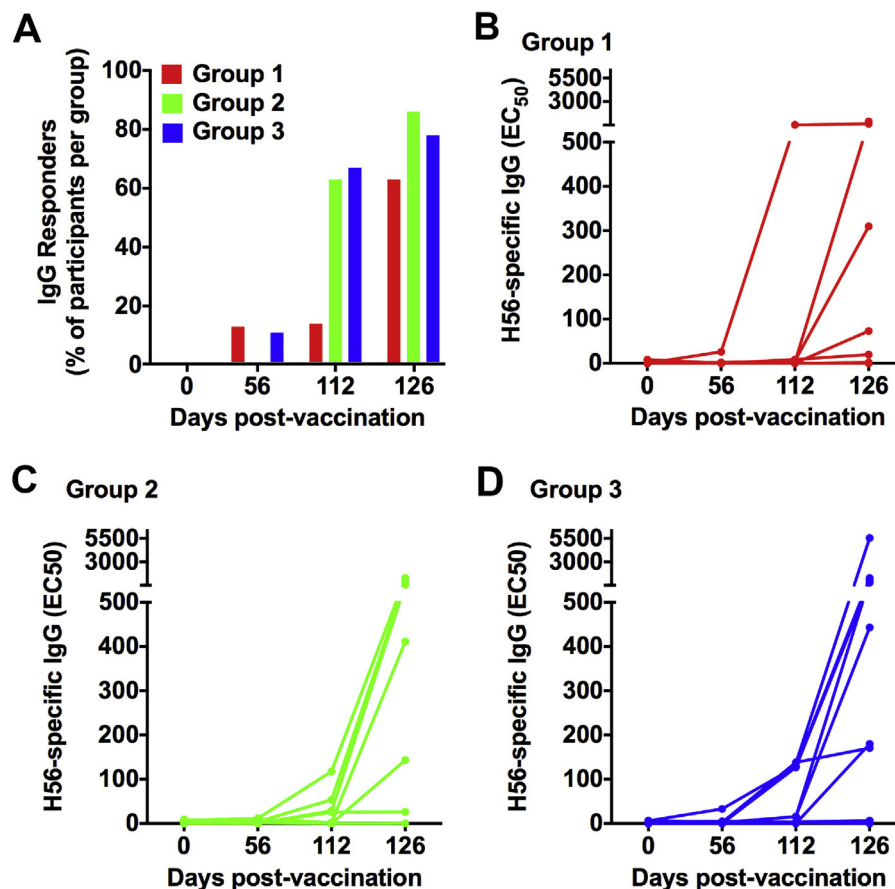 A
IgG Responders
(% of participants per group)
100
80
60
40
20
0
Group 1
Group 2
Group 3
0 56 112 126
Days post-vaccination
B
Group 1
H56-specific IgG (EC50)
5500
3000
500
400
300
200
100
0
0 56 112 126
Days post-vaccination
C
Group 2
H56-specific IgG (EC50)
5500
3000
500
400
300
200
100
0
0 56 112 126
Days post-vaccination
D
Group 3
H56-specific IgG (EC50)
5500
3000
500
400
300
200
100
0
0 56 112 126
Days post-vaccination